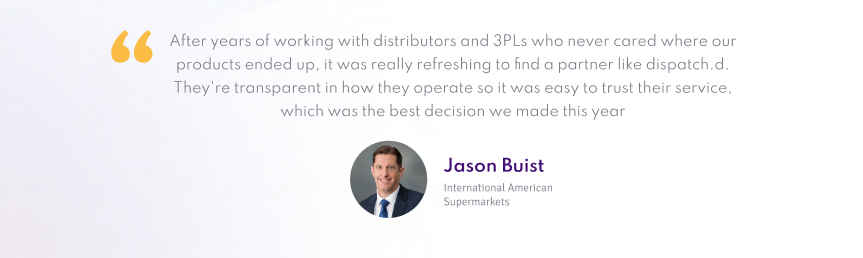 After years of working with distributors and 3PLs who never cared where our
products ended up, it was really refreshing to find a partner like dispatch.d.
They're transparent in how they operate so it was easy to trust their service,
which was the best decision we made this year
Jason Buist
International American
Supermarkets